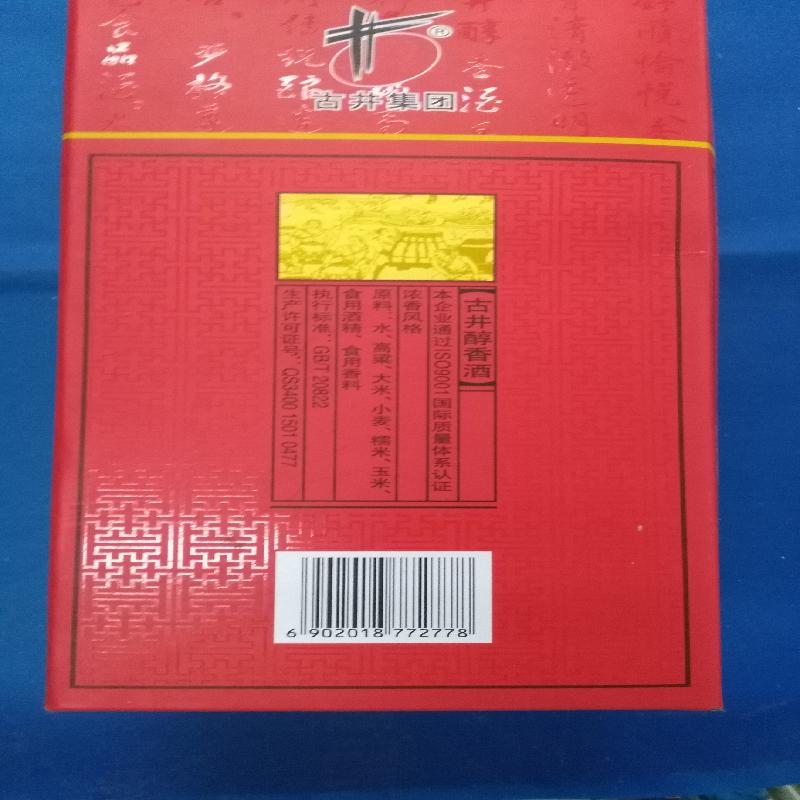 古井集团
【古井醇香酒】
本企业通过ISO9001国际质量体系认证
浓香风格
原料：水、高粱、大米、小麦、糯米、玉米、
食用酒精、食用香料
执行标准：GB/T 20822
生产许可证号：QS3400 1501 0477
6 902018 772778